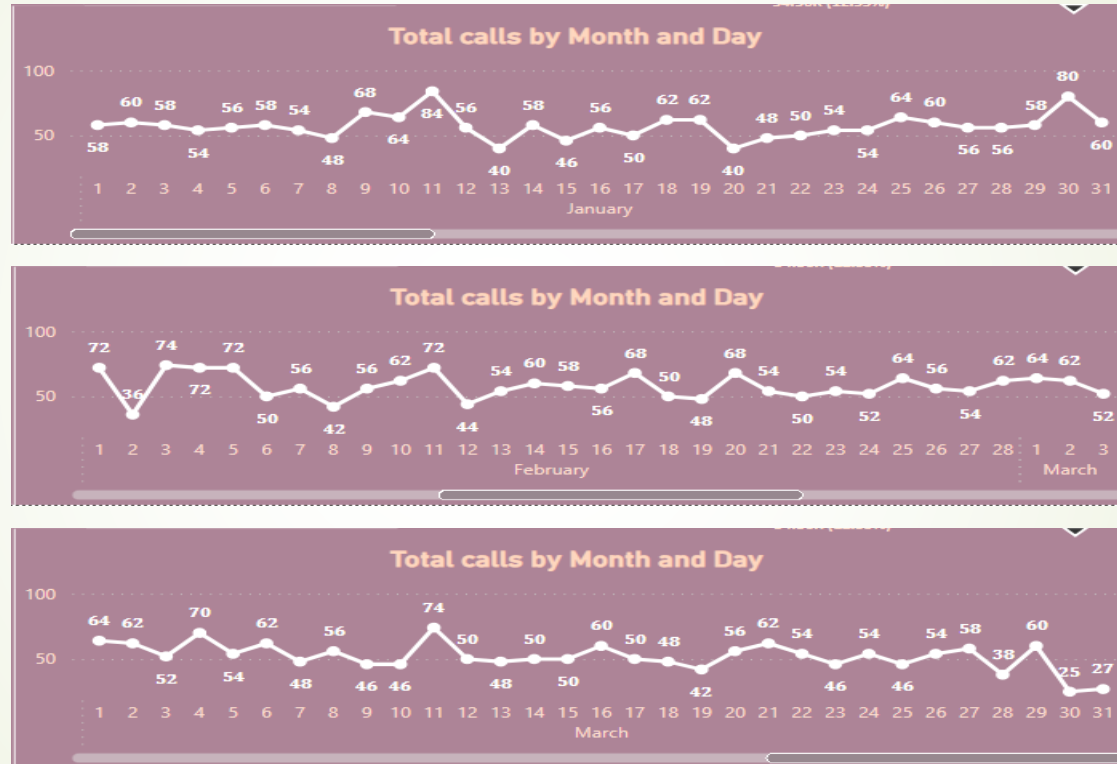 Total calls by Month and Day
100
58 60 58 54 56 58 54 48 68 64 84 56 40 58 46 56 50 62 62 40 48 50 54 54 64 60 56 56 58 80 60
50
1 2 3 4 5 6 7 8 9 10 11 12 13 14 15 16 17 18 19 20 21 22 23 24 25 26 27 28 29 30 31
January
Total calls by Month and Day
100
72 36 74 72 72 50 56 42 56 62 72 44 54 60 58 56 68 50 48 68 54 50 54 52 64 56 54 62 64 62 52
50
1 2 3 4 5 6 7 8 9 10 11 12 13 14 15 16 17 18 19 20 21 22 23 24 25 26 27 28 1 2 3
February March
Total calls by Month and Day
100
64 62 52 70 54 62 48 56 46 46 74 50 48 50 50 60 50 48 42 56 62 54 46 54 46 54 58 38 60 25 27
50
1 2 3 4 5 6 7 8 9 10 11 12 13 14 15 16 17 18 19 20 21 22 23 24 25 26 27 28 29 30 31
March